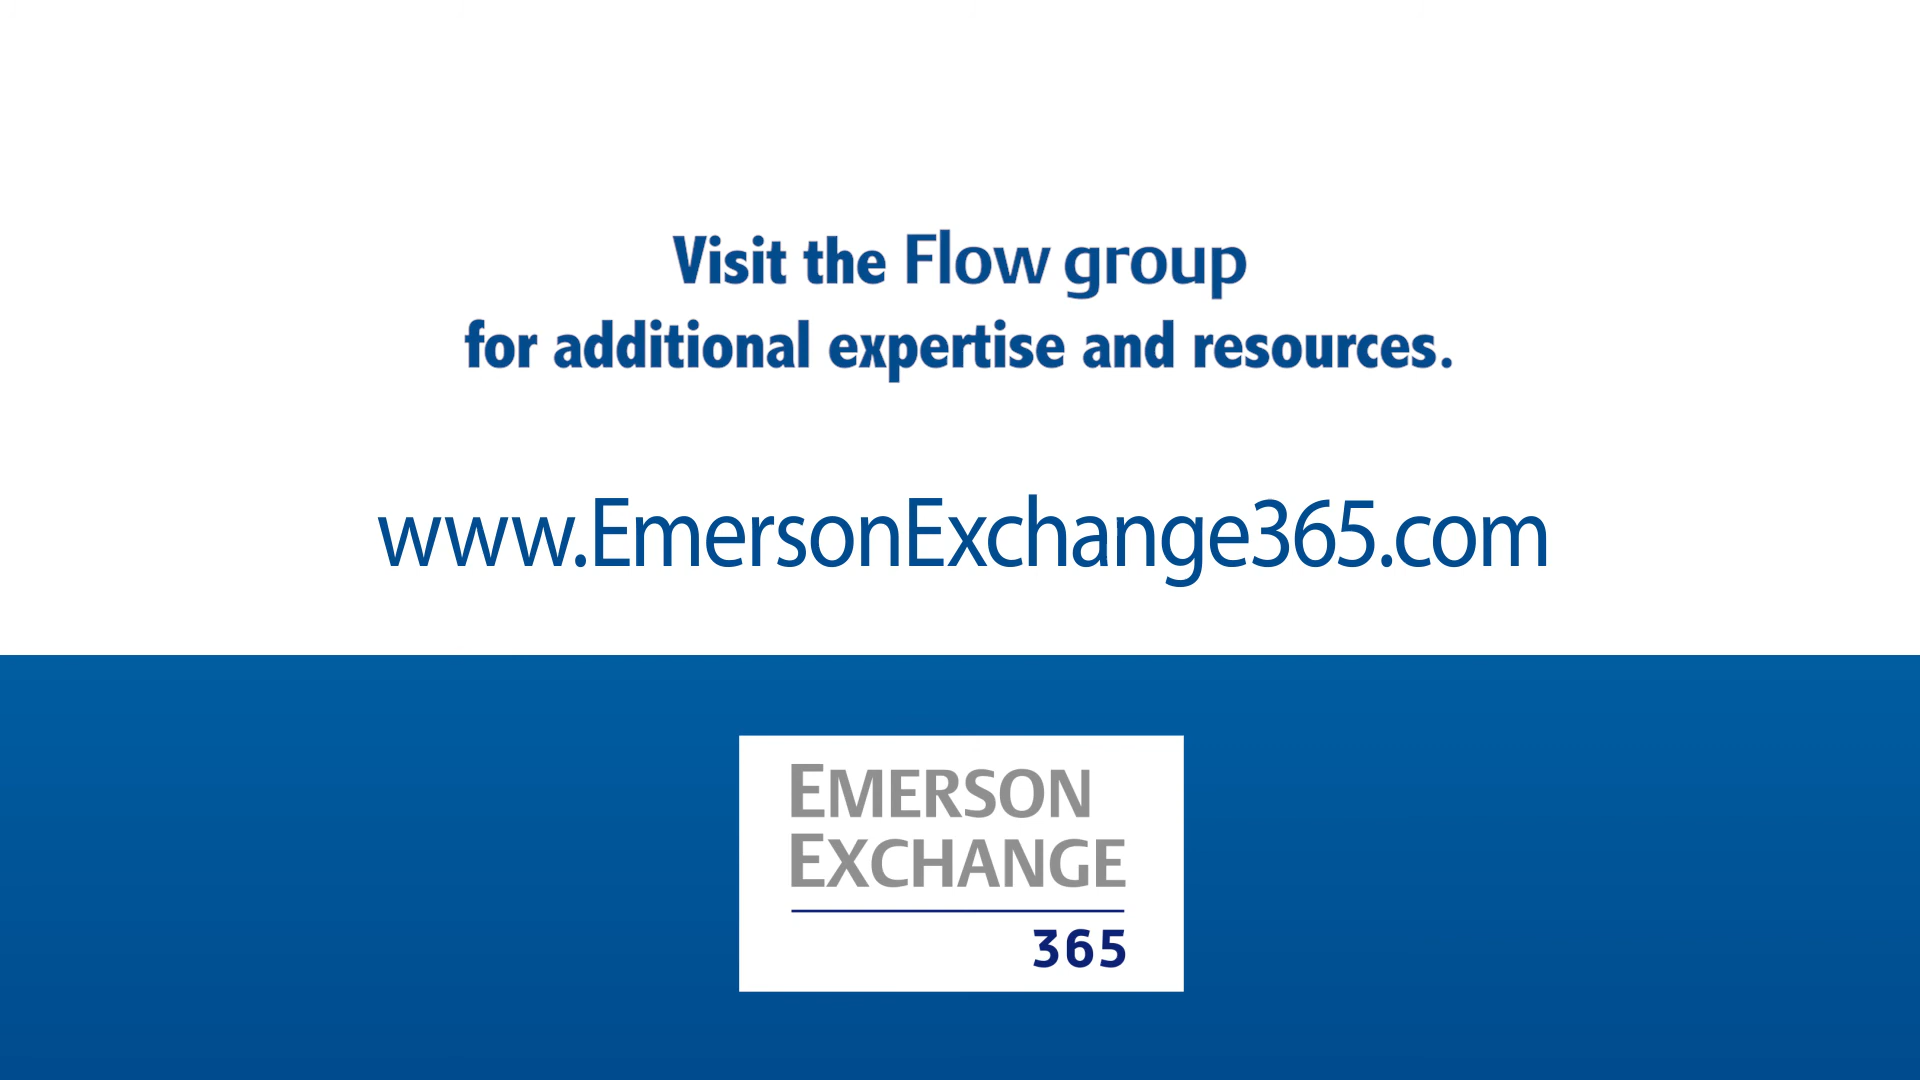 Visit the Flow group
for additional expertise and resources.
www.EmersonExchange365.com
EMERSON
EXCHANGE
365